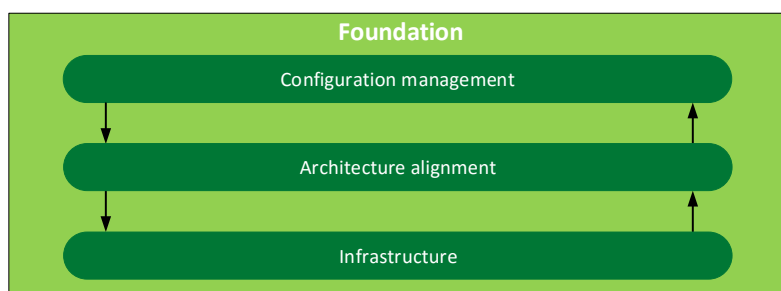 Foundation
Configuration management
Architecture alignment
Infrastructure